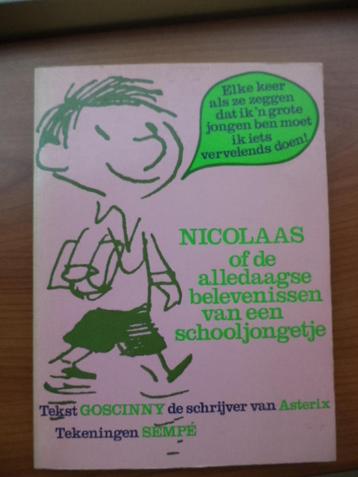 Elke keer
als ze zeggen
dat ik 'n grote
jongen ben moet
ik iets
vervelends doen!
NICOLAAS
of de
alledaagse
belevenissen
van een
schooljongetje
Tekst GOSCINNY de schrijver van Asterix
Tekeningen SEMPÉ